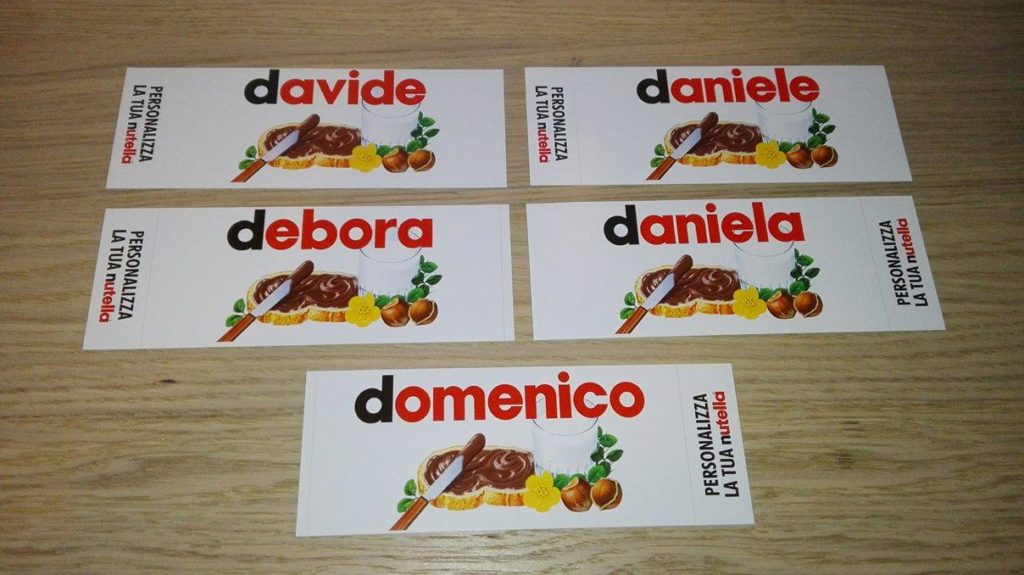 PERSONALIZZA
LA TUA nutella
davide
PERSONALIZZA
LA TUA nutella
daniele
PERSONALIZZA
LA TUA nutella
debora
daniela
PERSONALIZZA
LA TUA nutella
domenico
PERSONALIZZA
LA TUA nutella